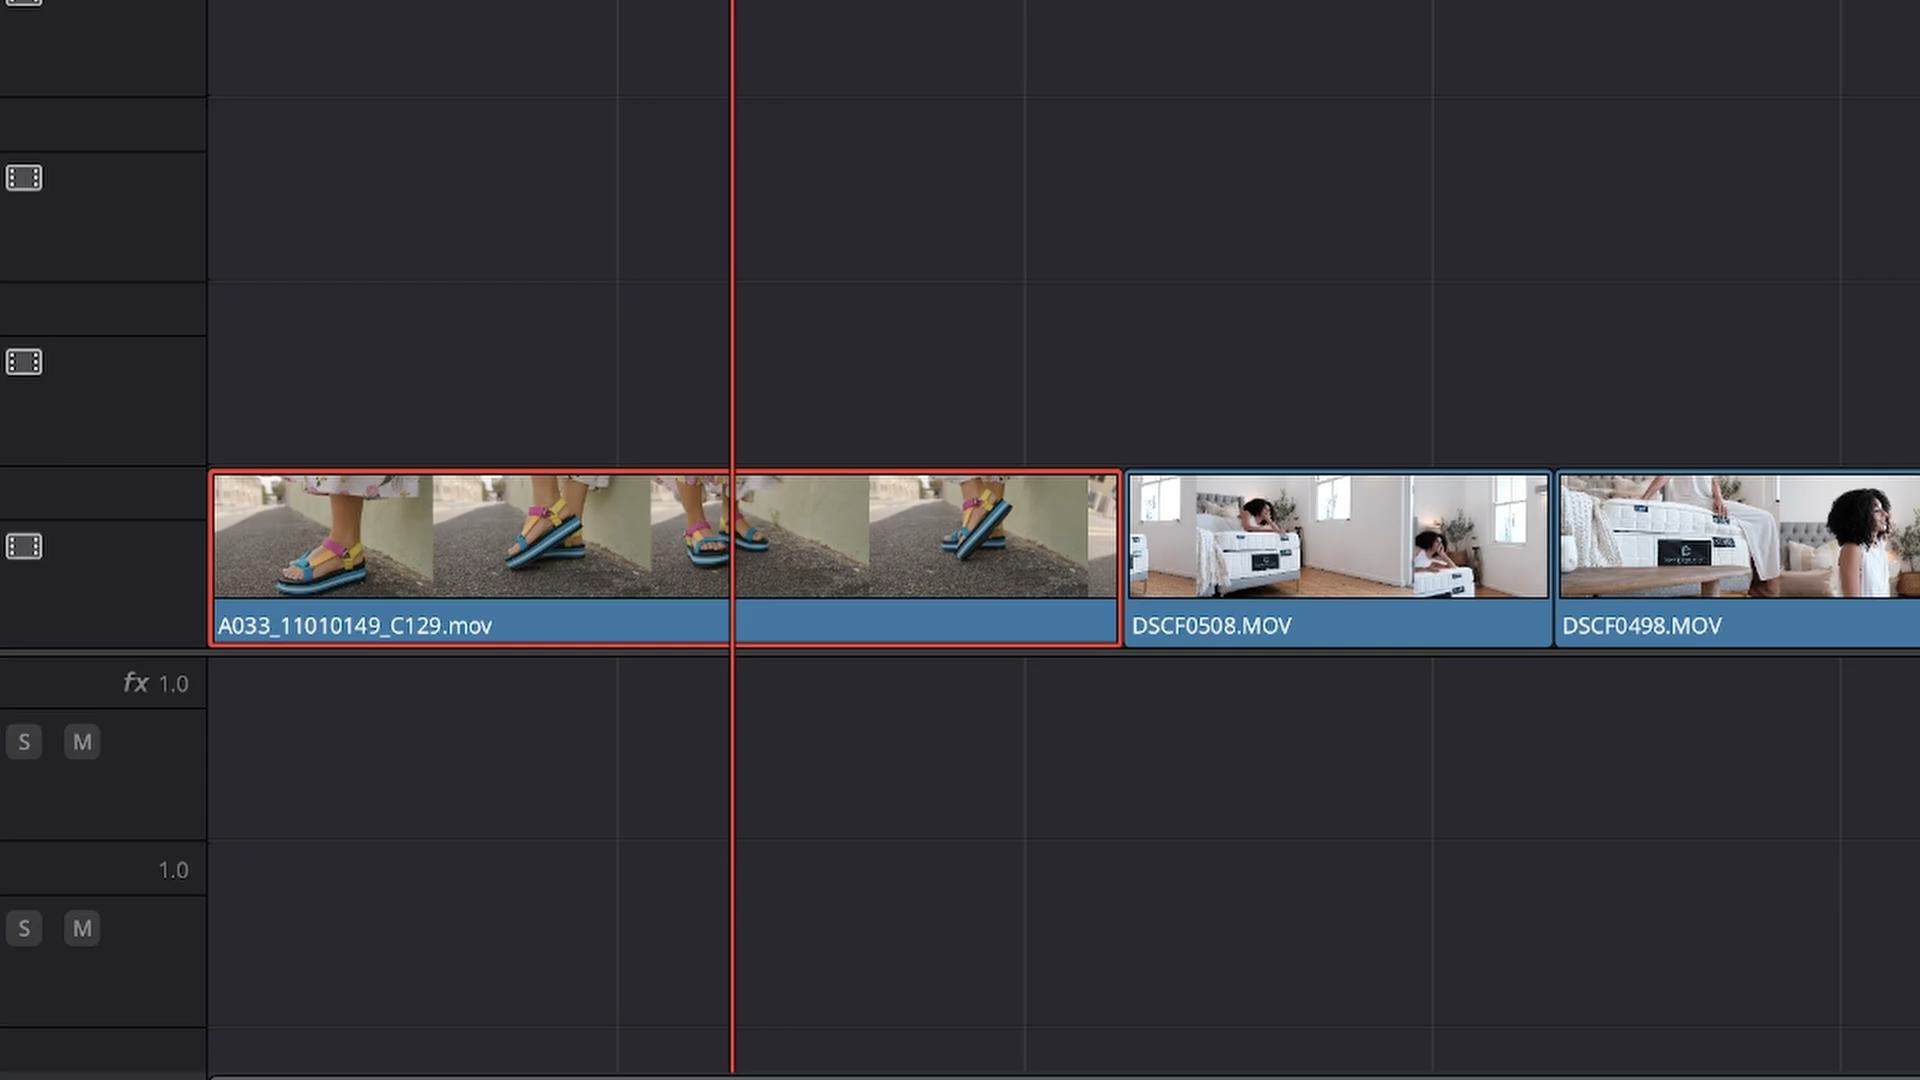 A033_11010149_C129.mov
DSCF0508.MOV
DSCF0498.MOV
fx 1.0
S M
1.0
S M